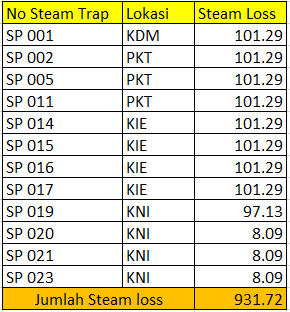 No Steam Trap Lokasi Steam Loss
SP 001 KDM 101.29
SP 002 PKT 101.29
SP 005 PKT 101.29
SP 011 PKT 101.29
SP 014 KIE 101.29
SP 015 KIE 101.29
SP 016 KIE 101.29
SP 017 KIE 101.29
SP 019 KNI 97.13
SP 020 KNI 8.09
SP 021 KNI 8.09
SP 023 KNI 8.09
Jumlah Steam loss 931.72